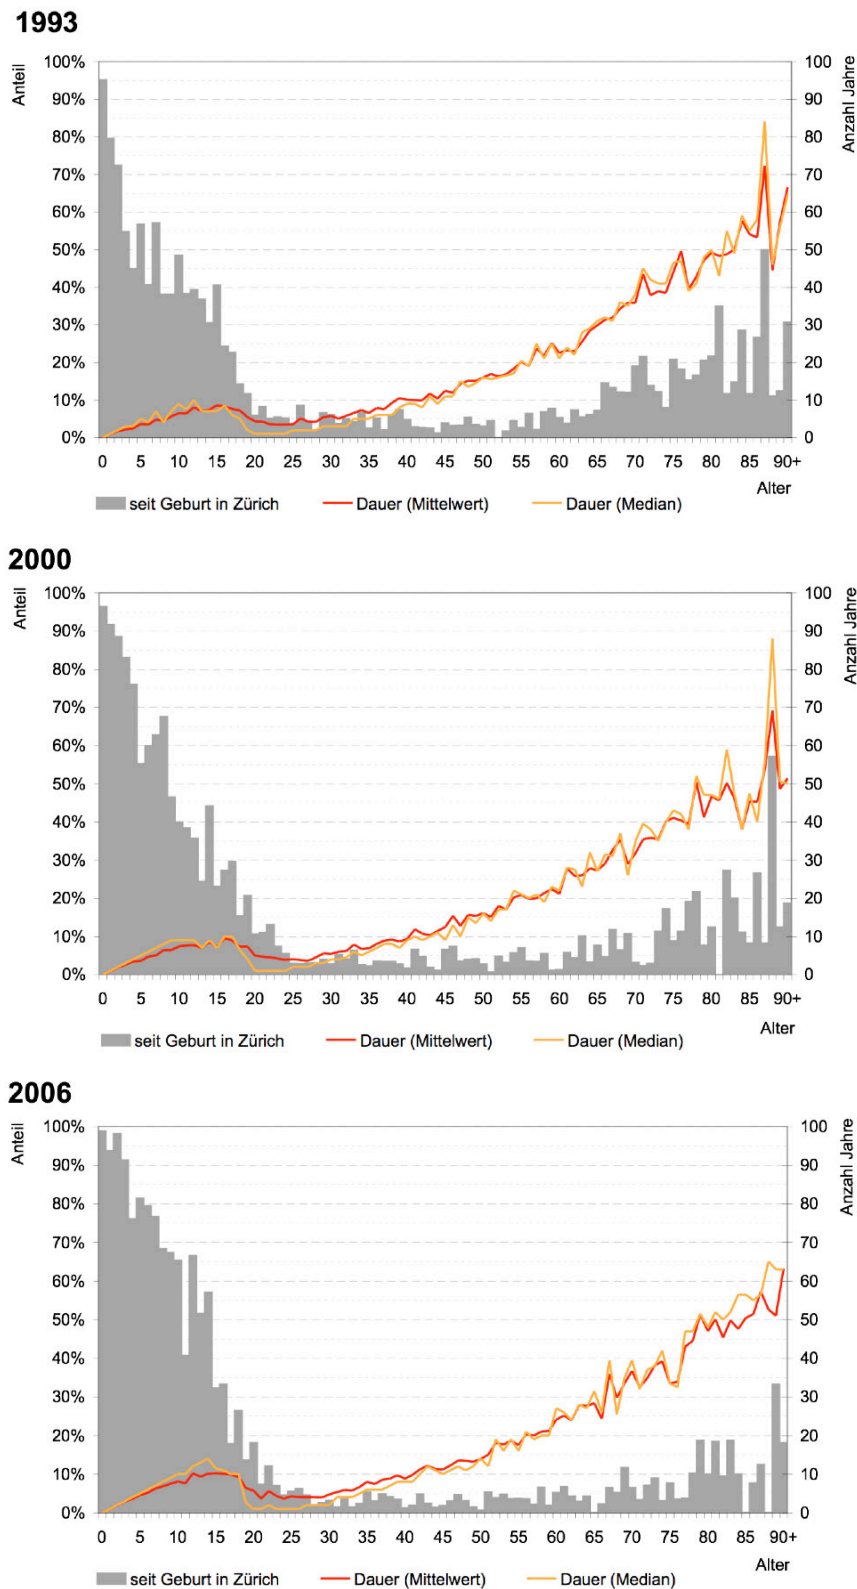 1993
Anteil
Anzahl Jahre
100% 100
90% 90
80% 80
70% 70
60% 60
50% 50
40% 40
30% 30
20% 20
10% 10
0% 0
0 5 10 15 20 25 30 35 40 45 50 55 60 65 70 75 80 85 90+
Alter
seit Geburt in Zürich Dauer (Mittelwert) Dauer (Median)
2000
Anteil
Anzahl Jahre
100% 100
90% 90
80% 80
70% 70
60% 60
50% 50
40% 40
30% 30
20% 20
10% 10
0% 0
0 5 10 15 20 25 30 35 40 45 50 55 60 65 70 75 80 85 90+
Alter
seit Geburt in Zürich Dauer (Mittelwert) Dauer (Median)
2006
Anteil
Anzahl Jahre
100% 100
90% 90
80% 80
70% 70
60% 60
50% 50
40% 40
30% 30
20% 20
10% 10
0% 0
0 5 10 15 20 25 30 35 40 45 50 55 60 65 70 75 80 85 90+
Alter
seit Geburt in Zürich Dauer (Mittelwert) Dauer (Median)